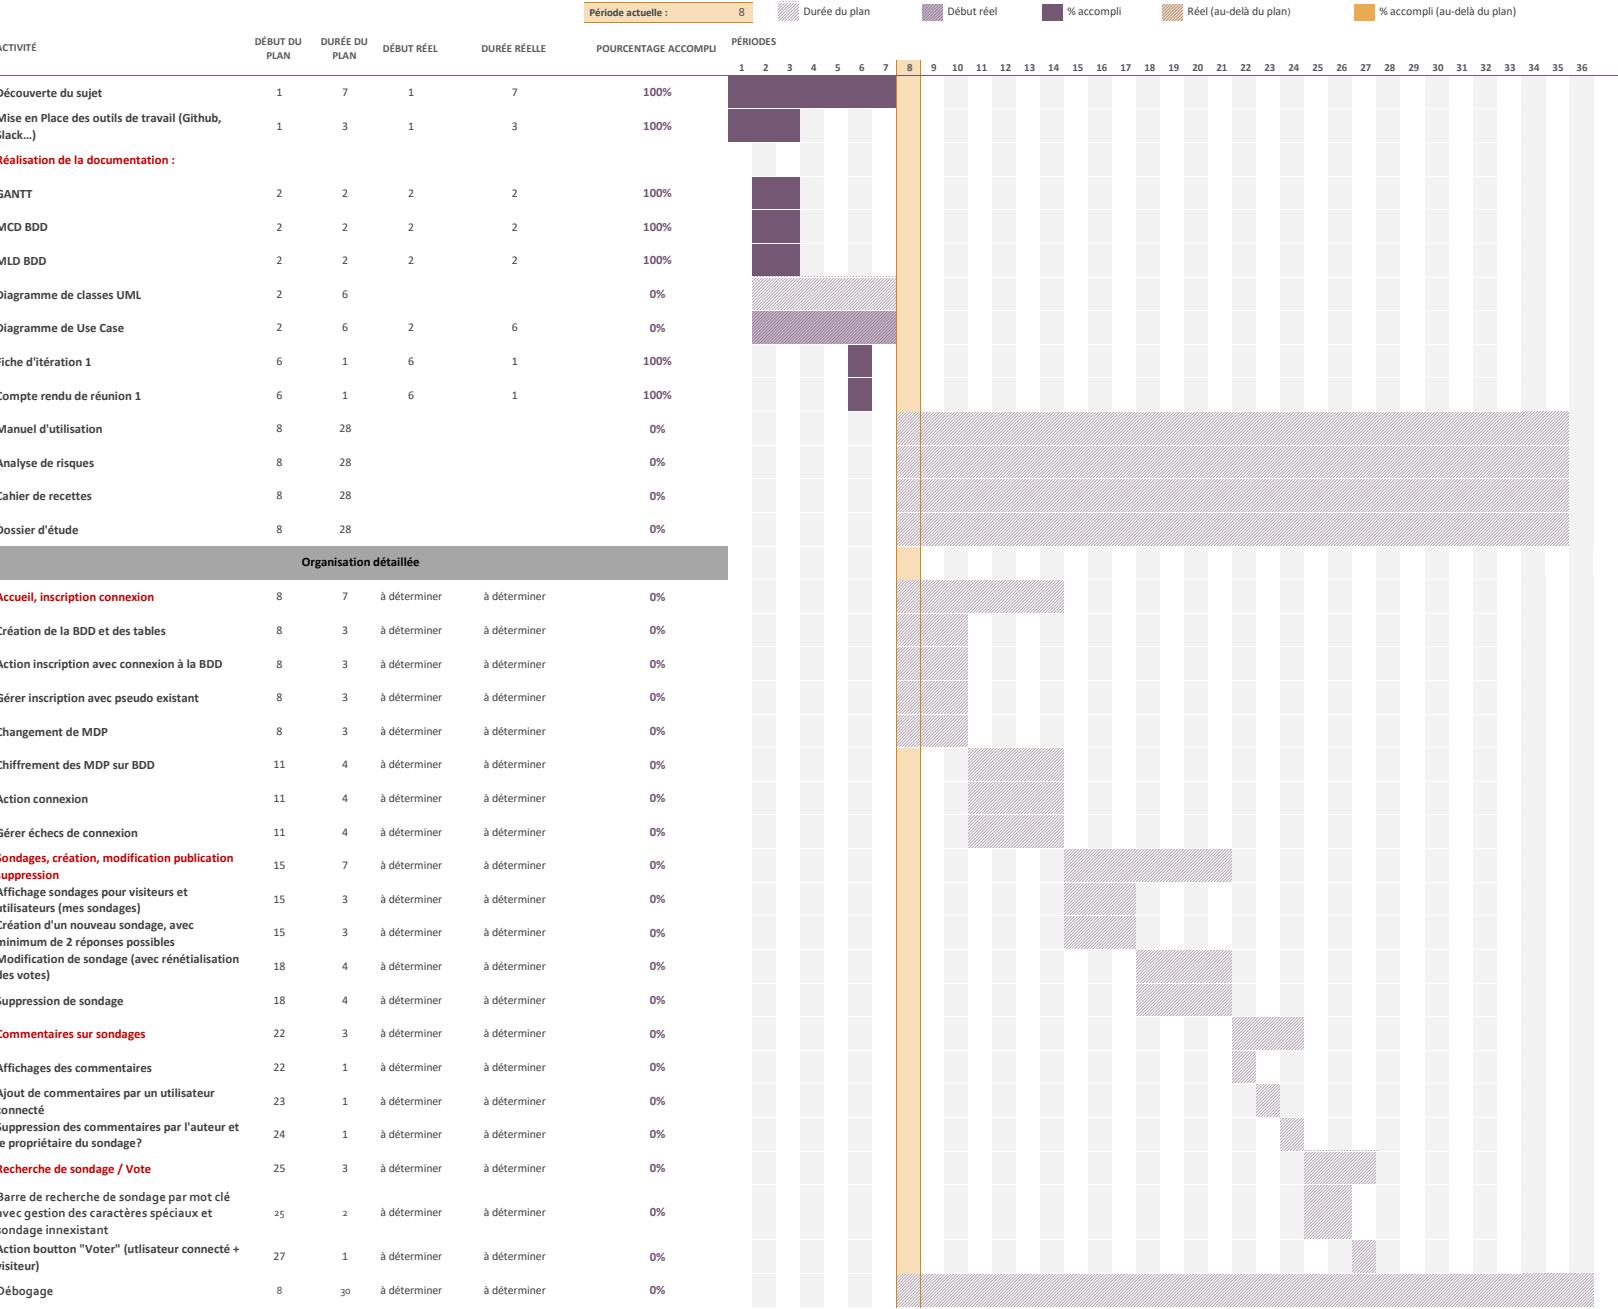 Période actuelle : 8 Durée du plan Début réel % accompli Réel (au-delà du plan) % accompli (au-delà du plan)
ACTIVITÉ DÉBUT DU PLAN DURÉE DU PLAN DÉBUT RÉEL DURÉE RÉELLE POURCENTAGE ACCOMPLI PÉRIODES
1 2 3 4 5 6 7 8 9 10 11 12 13 14 15 16 17 18 19 20 21 22 23 24 25 26 27 28 29 30 31 32 33 34 35 36
Découverte du sujet 1 7 1 7 100%
Mise en Place des outils de travail (Github,
Slack...) 1 3 1 3 100%
Réalisation de la documentation :
GANTT 2 2 2 2 100%
MCD BDD 2 2 2 2 100%
MLD BDD 2 2 2 2 100%
Diagramme de classes UML 2 6 0%
Diagramme de Use Case 2 6 2 6 0%
Fiche d'itération 1 6 1 6 1 100%
Compte rendu de réunion 1 6 1 6 1 100%
Manuel d'utilisation 8 28 0%
Analyse de risques 8 28 0%
Cahier de recettes 8 28 0%
Dossier d'étude 8 28 0%
Organisation détaillée
Accueil, inscription connexion 8 7 à déterminer à déterminer 0%
Création de la BDD et des tables 8 3 à déterminer à déterminer 0%
Action inscription avec connexion à la BDD 8 3 à déterminer à déterminer 0%
Gérer inscription avec pseudo existant 8 3 à déterminer à déterminer 0%
Changement de MDP 8 3 à déterminer à déterminer 0%
Chiffrement des MDP sur BDD 11 4 à déterminer à déterminer 0%
Action connexion 11 4 à déterminer à déterminer 0%
Gérer échecs de connexion 11 4 à déterminer à déterminer 0%
Sondages, création, modification publication
suppression 15 7 à déterminer à déterminer 0%
Affichage sondages pour visiteurs et
utilisateurs (mes sondages) 15 3 à déterminer à déterminer 0%
Création d'un nouveau sondage, avec
minimum de 2 réponses possibles 15 3 à déterminer à déterminer 0%
Modification de sondage (avec rénétialisation
des votes) 18 4 à déterminer à déterminer 0%
Suppression de sondage 18 4 à déterminer à déterminer 0%
Commentaires sur sondages 22 3 à déterminer à déterminer 0%
Affichages des commentaires 22 1 à déterminer à déterminer 0%
Ajout de commentaires par un utilisateur
connecté 23 1 à déterminer à déterminer 0%
Suppression des commentaires par l'auteur et
le propriétaire du sondage? 24 1 à déterminer à déterminer 0%
Recherche de sondage / Vote 25 3 à déterminer à déterminer 0%
Barre de recherche de sondage par mot clé
avec gestion des caractères spéciaux et
sondage innexistant 25 2 à déterminer à déterminer 0%
Action boutton "Voter" (utlisateur connecté +
visiteur) 27 1 à déterminer à déterminer 0%
Débogage 8 30 à déterminer à déterminer 0%